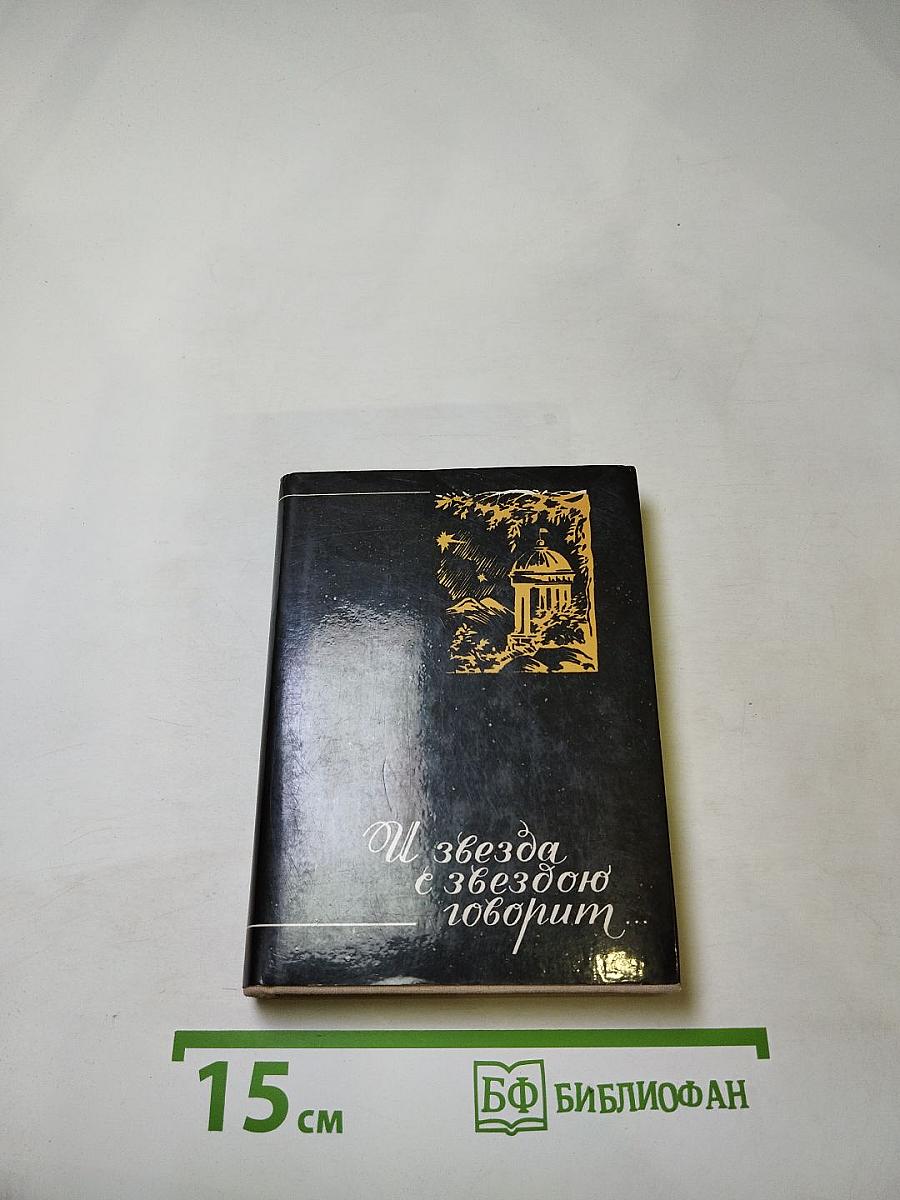 И звезда
с звездою
говорит...
15 см
БФ БИБЛИОФАН